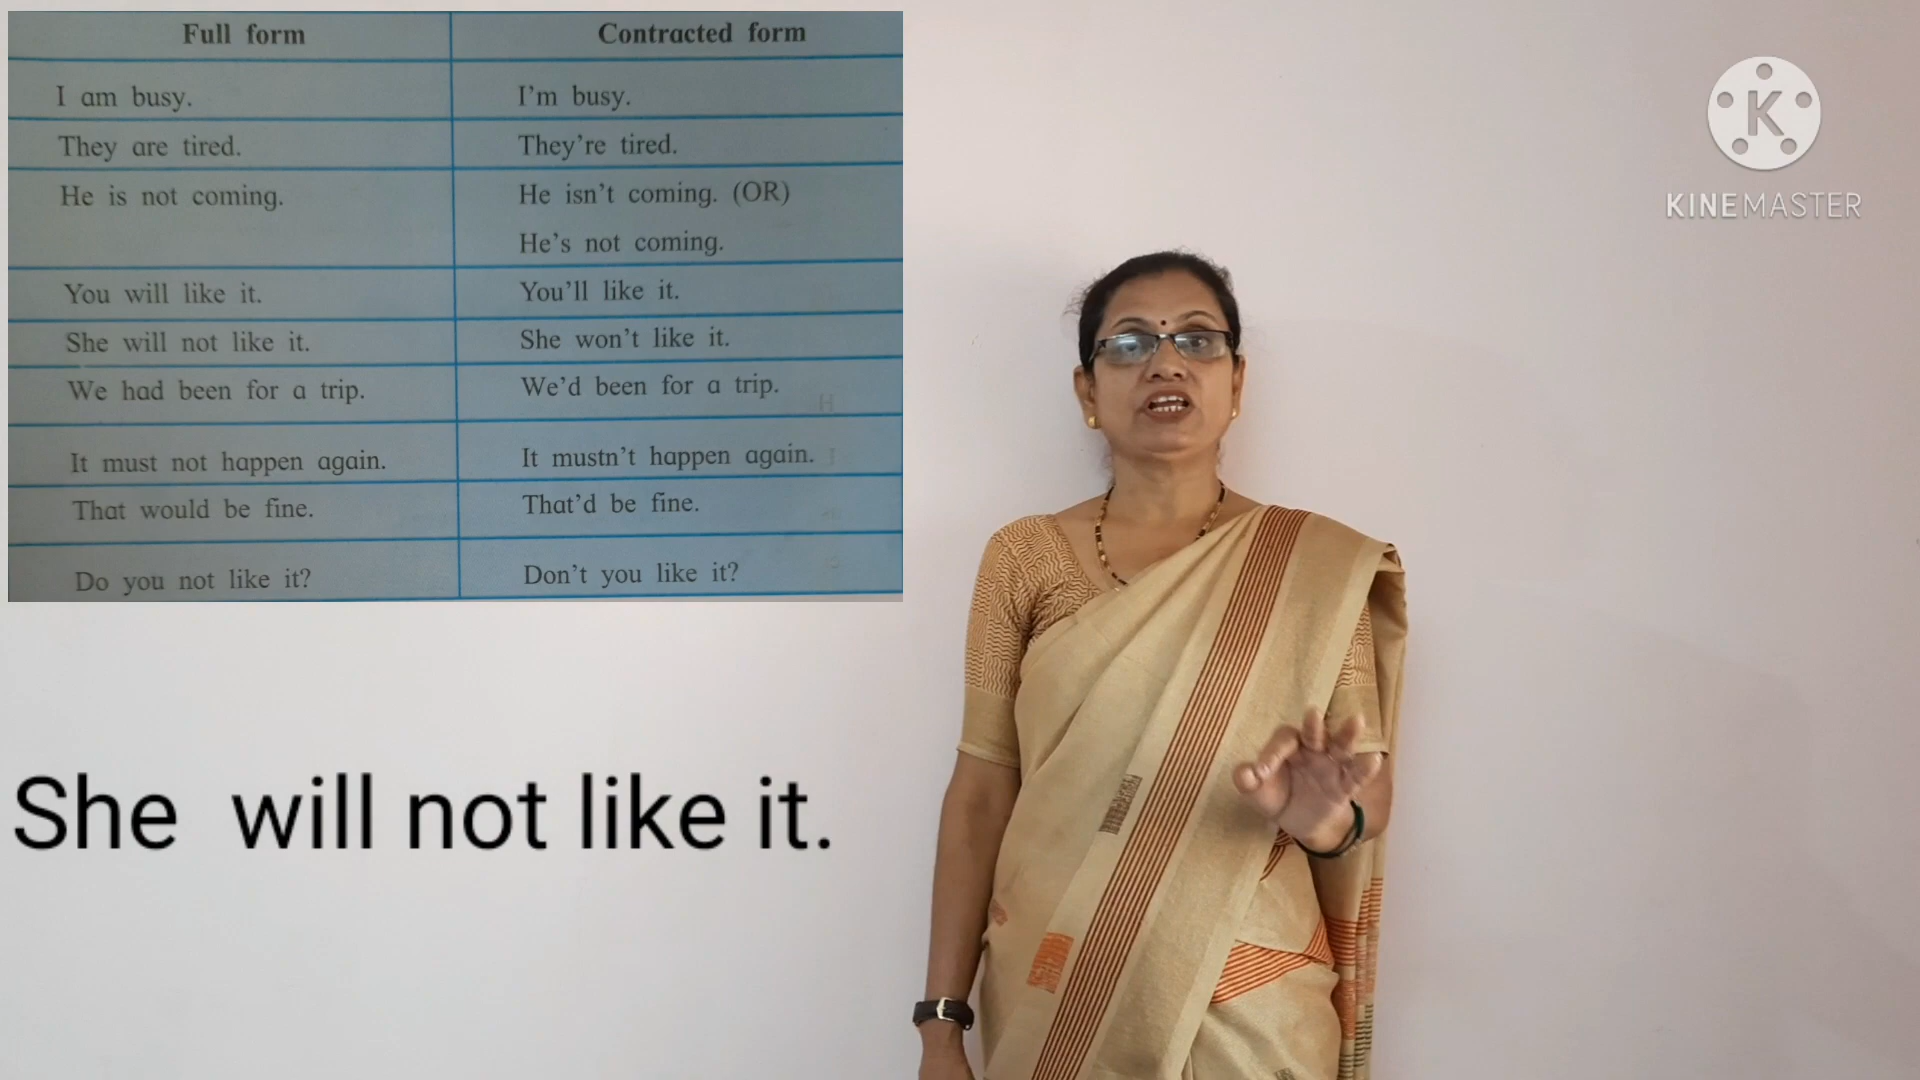 Full form Contracted form
I am busy. I'm busy.
They are tired. They're tired.
He is not coming. He isn't coming. (OR)
He's not coming.
You will like it. You'll like it.
She will not like it. She won't like it.
We had been for a trip. We'd been for a trip.
It must not happen again. It mustn't happen again.
That would be fine. That'd be fine.
Do you not like it? Don't you like it?
She will not like it.
K
KINEMASTER